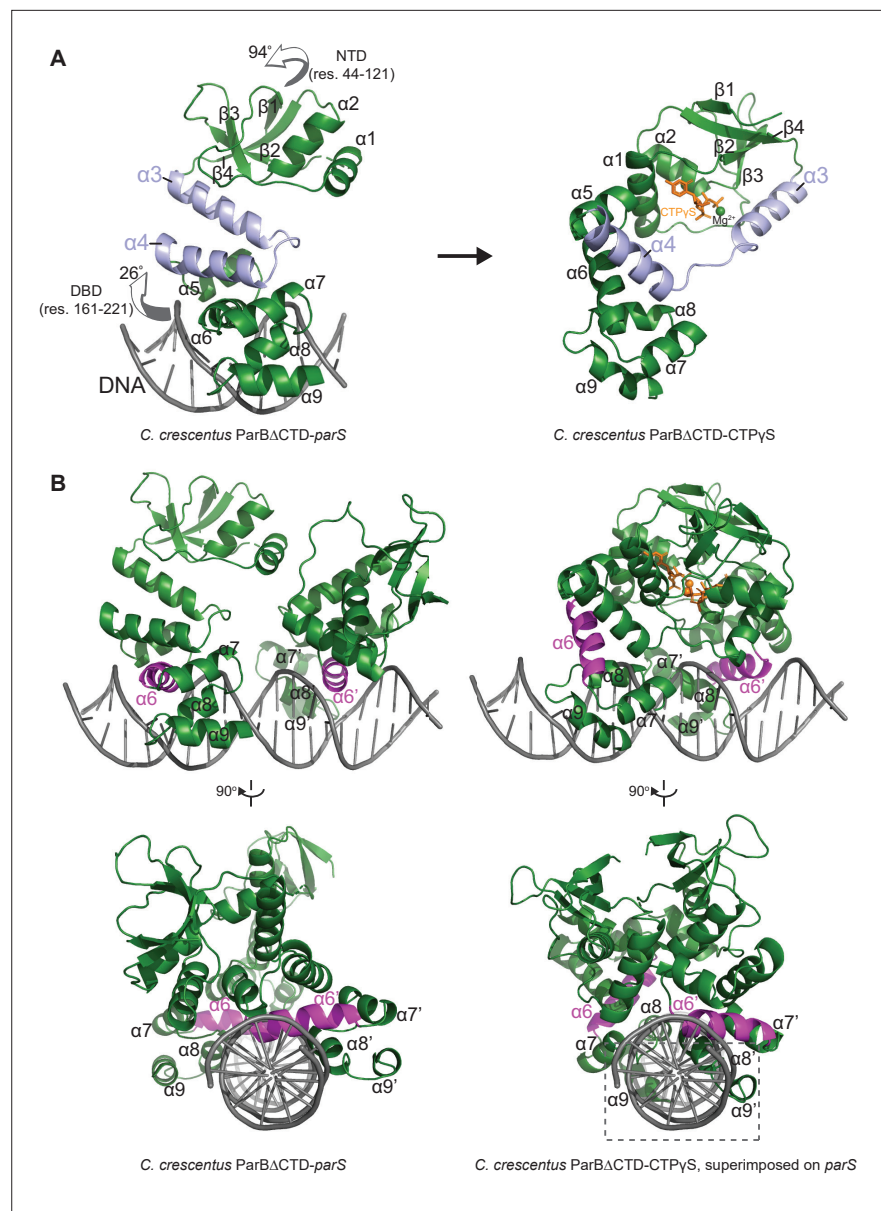 A
94°
NTD
(res. 44-121)
β3
β1
α2
α1
β2
β4
α3
α4
26°
DBD
(res. 161-221)
α5
α7
α6
α8
DNA
α9
C. crescentus ParBΔCTD-parS
β1
α2
β4
α1
β2
β3
α3
α5
CTPγS
Mg²⁺
α4
α6
α8
α7
α9
C. crescentus ParBΔCTD-CTPγS
B
α7
α7'
α6
α6'
α8
α8'
α9
α9'
90°
α6
α6'
α7
α7'
α8
α8'
α9
α9'
C. crescentus ParBΔCTD-parS
α6
α7'
α8
α6'
α8'
α9
α7
α9'
90°
α8
α6'
α6
α7'
α7
α8'
α9
α9'
C. crescentus ParBΔCTD-CTPγS, superimposed on parS